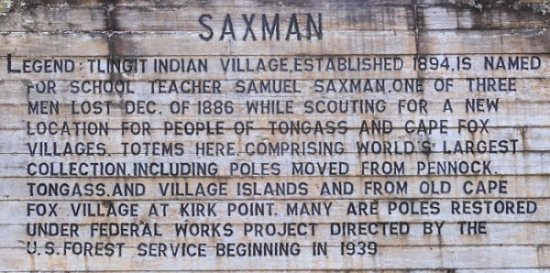 SAXMAN
LEGEND: TLINGIT INDIAN VILLAGE, ESTABLISHED 1894, IS NAMED
FOR SCHOOL TEACHER SAMUEL SAXMAN, ONE OF THREE
MEN LOST DEC. OF 1886 WHILE SCOUTING FOR A NEW
LOCATION FOR PEOPLE OF TONGASS AND CAPE FOX
VILLAGES. TOTEMS HERE COMPRISING WORLD'S LARGEST
COLLECTION, INCLUDING POLES MOVED FROM PENNOCK,
TONGASS, AND VILLAGE ISLANDS AND FROM OLD CAPE
FOX VILLAGE AT KIRK POINT. MANY ARE POLES RESTORED
UNDER FEDERAL WORKS PROJECT DIRECTED BY THE
U.S. FOREST SERVICE BEGINNING IN 1939